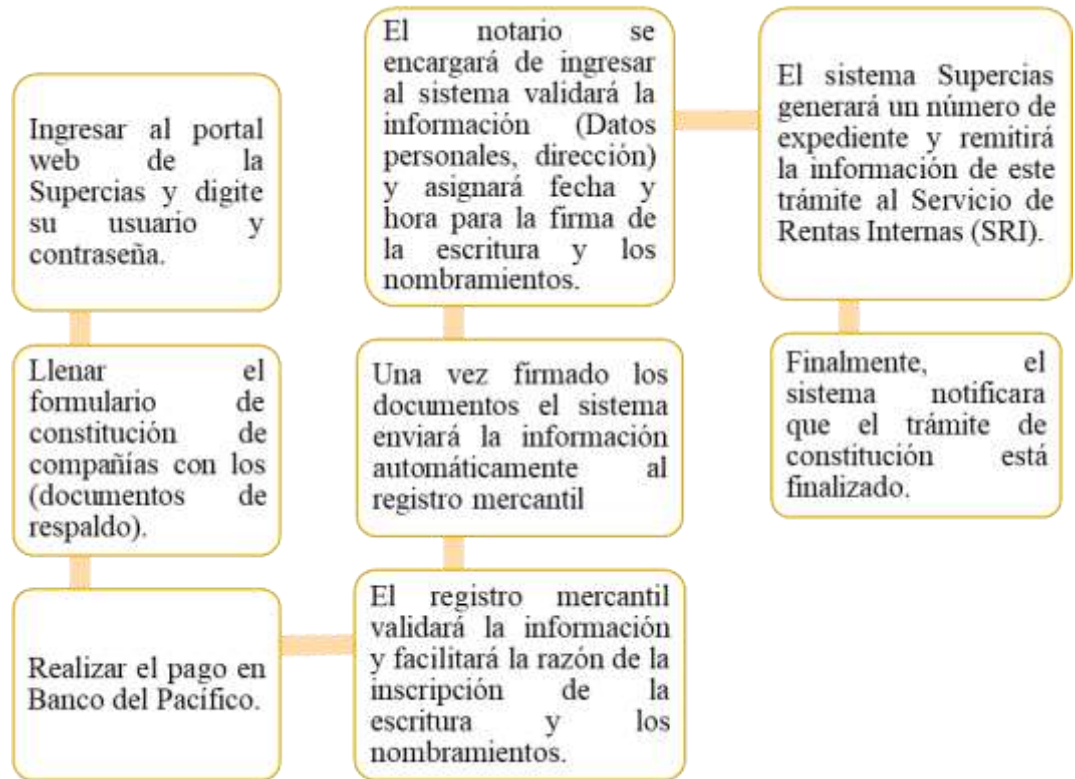 Ingresar al portal
web de la
Supercias y digite
su usuario y
contraseña.
Llenar el
formulario de
constitución de
compañías con los
(documentos de
respaldo).
Realizar el pago en
Banco del Pacífico.
El registro mercantil
validará la información
y facilitará la razón de la
inscripción de la
escritura y los
nombramientos.
Una vez firmado los
documentos el sistema
enviará la información
automáticamente al
registro mercantil
El notario se
encargará de ingresar
al sistema validará la
información (Datos
personales, dirección)
y asignará fecha y
hora para la firma de
la escritura y los
nombramientos.
El sistema Supercias
generará un número de
expediente y remitirá
la información de este
trámite al Servicio de
Rentas Internas (SRI).
Finalmente, el
sistema notificara
que el trámite de
constitución está
finalizado.